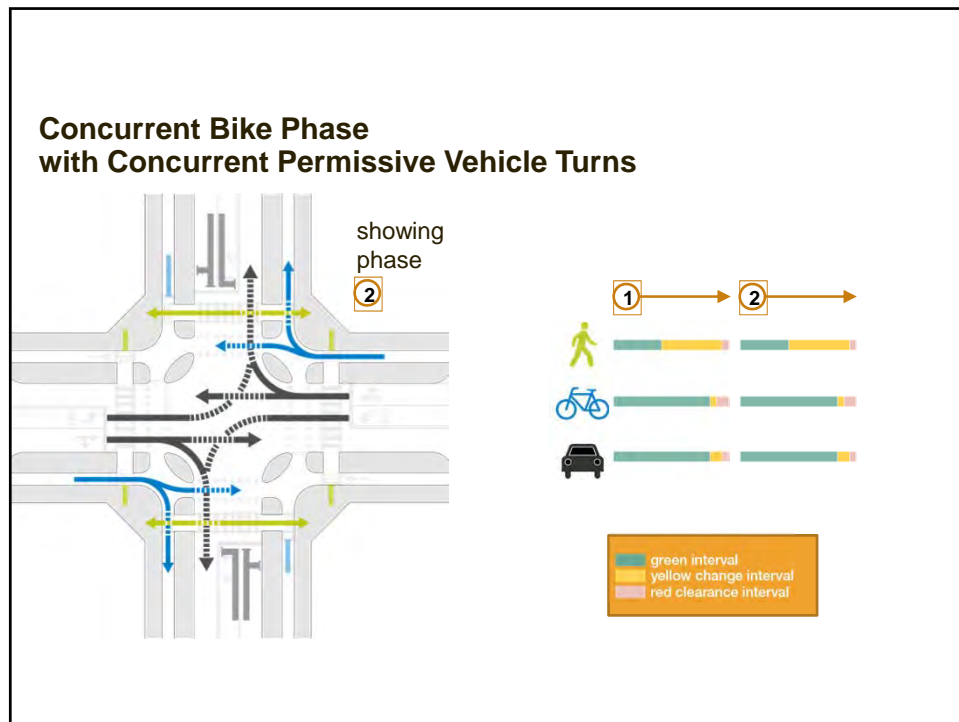 Concurrent Bike Phase
with Concurrent Permissive Vehicle Turns
showing
phase
2
1
2
green interval
yellow change interval
red clearance interval